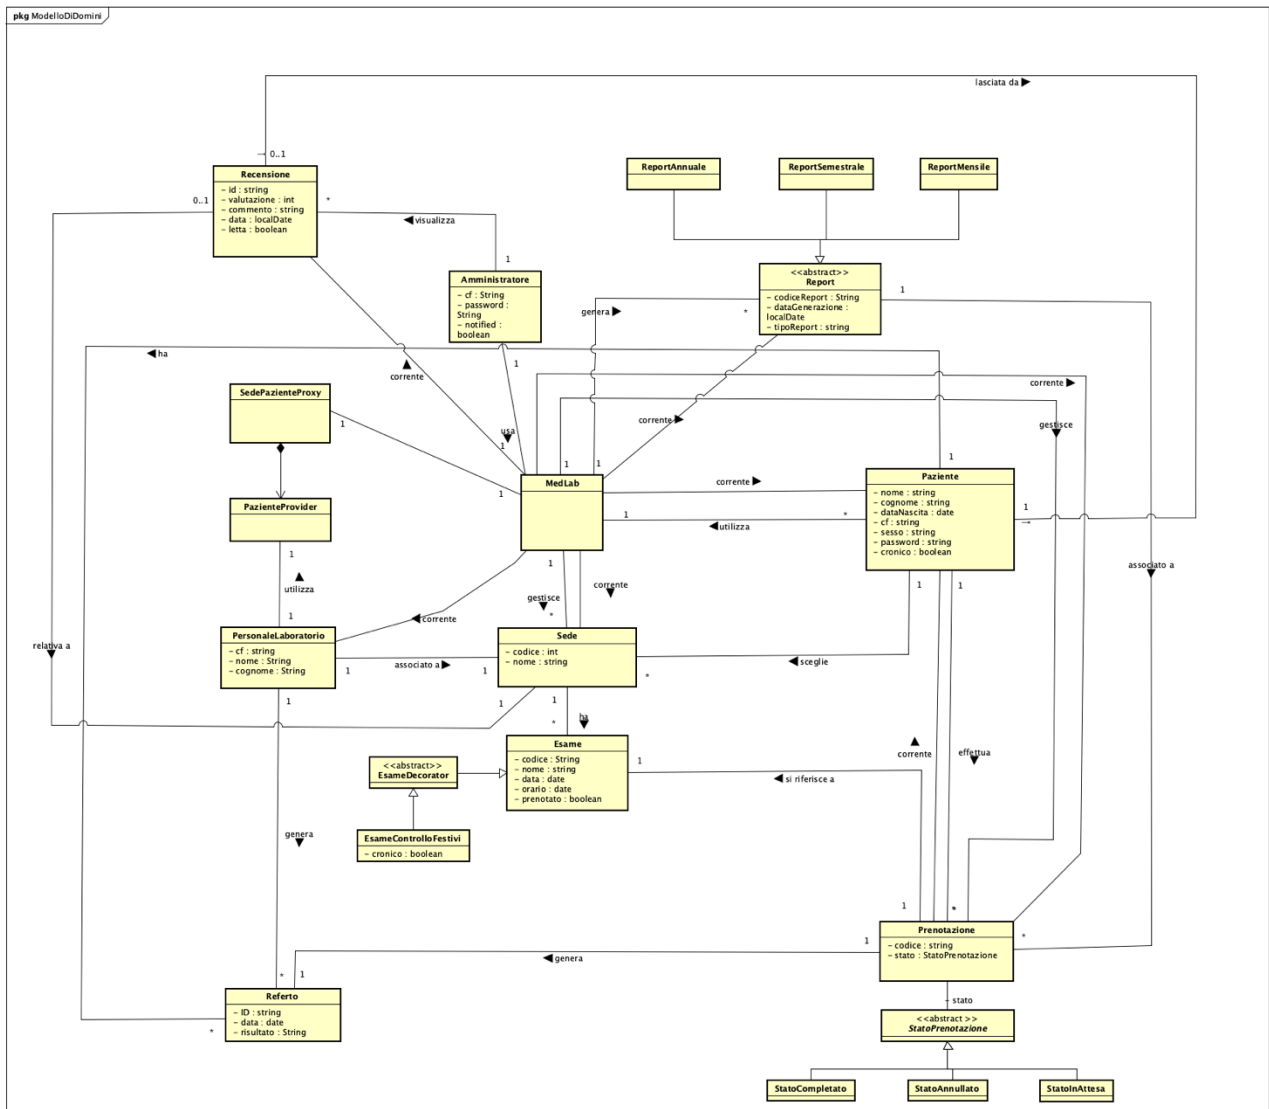 pkg ModelloDiDomini
lasciata da ▶
→ 0..1
Recensione
– id : string
– valutazione : int
– commento : string
– data : localDate
– letta : boolean
0..1
*
◀ visualizza
1
ReportAnnuale
ReportSemestrale
ReportMensile
<<abstract>>
Report
– codiceReport : String
– dataGenerazione :
localDate
– tipoReport : string
1
genera ▶
*
Amministratore
– cf : String
– password :
String
– notified :
boolean
◀ ha
▲
corrente
1
corrente ▶
SedePazienteProxy
1
corrente ▶
gestisce
▼
usa
▼
1
1
1
1
MedLab
corrente ▶
1
*
◀ utilizza
1
Paziente
– nome : string
– cognome : string
– dataNascita : date
– cf : string
– sesso : string
– password : string
– cronico : boolean
1
→
PazienteProvider
1
▲
utilizza
1
associato a
▼
1
gestisce
▼
*
corrente
▼
◀ corrente
PersonaleLaboratorio
– cf : string
– nome : String
– cognome : String
relativa a
▼
associato a ▶
1
1
Sede
– codice : int
– nome : string
*
◀ sceglie
1
1
1
1
1
*
ha
▼
Esame
– codice : String
– nome : string
– data : date
– orario : date
– prenotato : boolean
1
◀ si riferisce a
▲
corrente
effettua
▼
<<abstract>>
EsameDecorator
EsameControlloFestivi
– cronico : boolean
genera
▼
1
*
Prenotazione
– codice : string
– stato : StatoPrenotazione
1
*
◀ genera
*
1
Referto
– ID : string
– data : date
– risultato : String
*
– stato
<<abstract >>
StatoPrenotazione
StatoCompletato
StatoAnnullato
StatoInAttesa